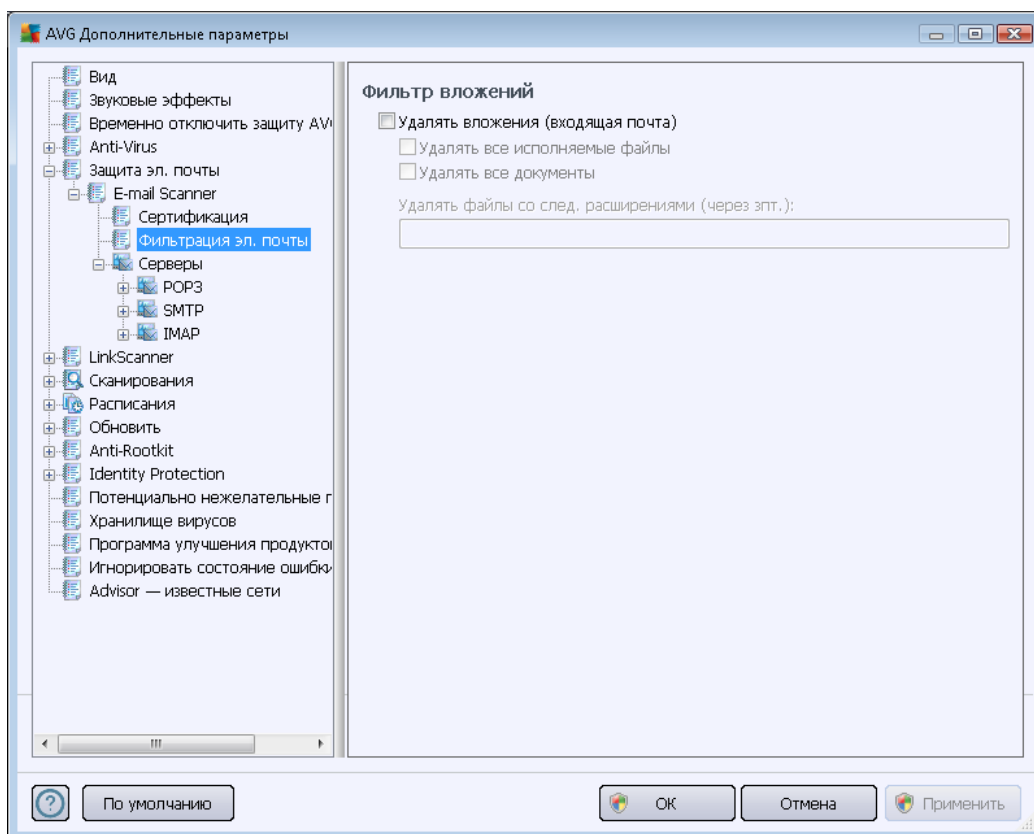 AVG Дополнительные параметры
Вид
Звуковые эффекты
Временно отключить защиту AV
Anti-Virus
Защита эл. почты
E-mail Scanner
Сертификация
Фильтрация эл. почты
Серверы
POP3
SMTP
IMAP
LinkScanner
Сканирования
Расписания
Обновить
Anti-Rootkit
Identity Protection
Потенциально нежелательные г
Хранилище вирусов
Программа улучшения продукто
Игнорировать состояние ошибки
Advisor — известные сети
Фильтр вложений
Удалять вложения (входящая почта)
Удалять все исполняемые файлы
Удалять все документы
Удалять файлы со след. расширениями (через зпт.):
По умолчанию
ОК
Отмена
Применить